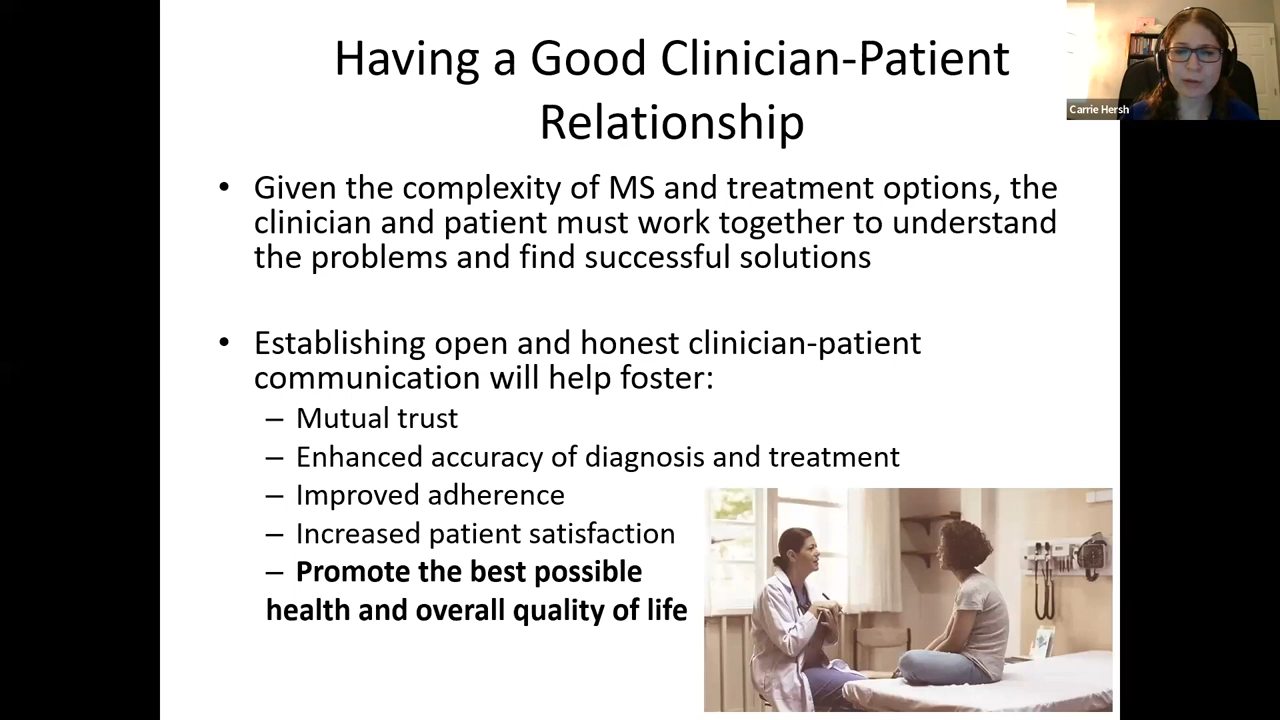 Having a Good Clinician-Patient
Relationship
Carrie Hersh
• Given the complexity of MS and treatment options, the
clinician and patient must work together to understand
the problems and find successful solutions
• Establishing open and honest clinician-patient
communication will help foster:
– Mutual trust
– Enhanced accuracy of diagnosis and treatment
– Improved adherence
– Increased patient satisfaction
– Promote the best possible
health and overall quality of life